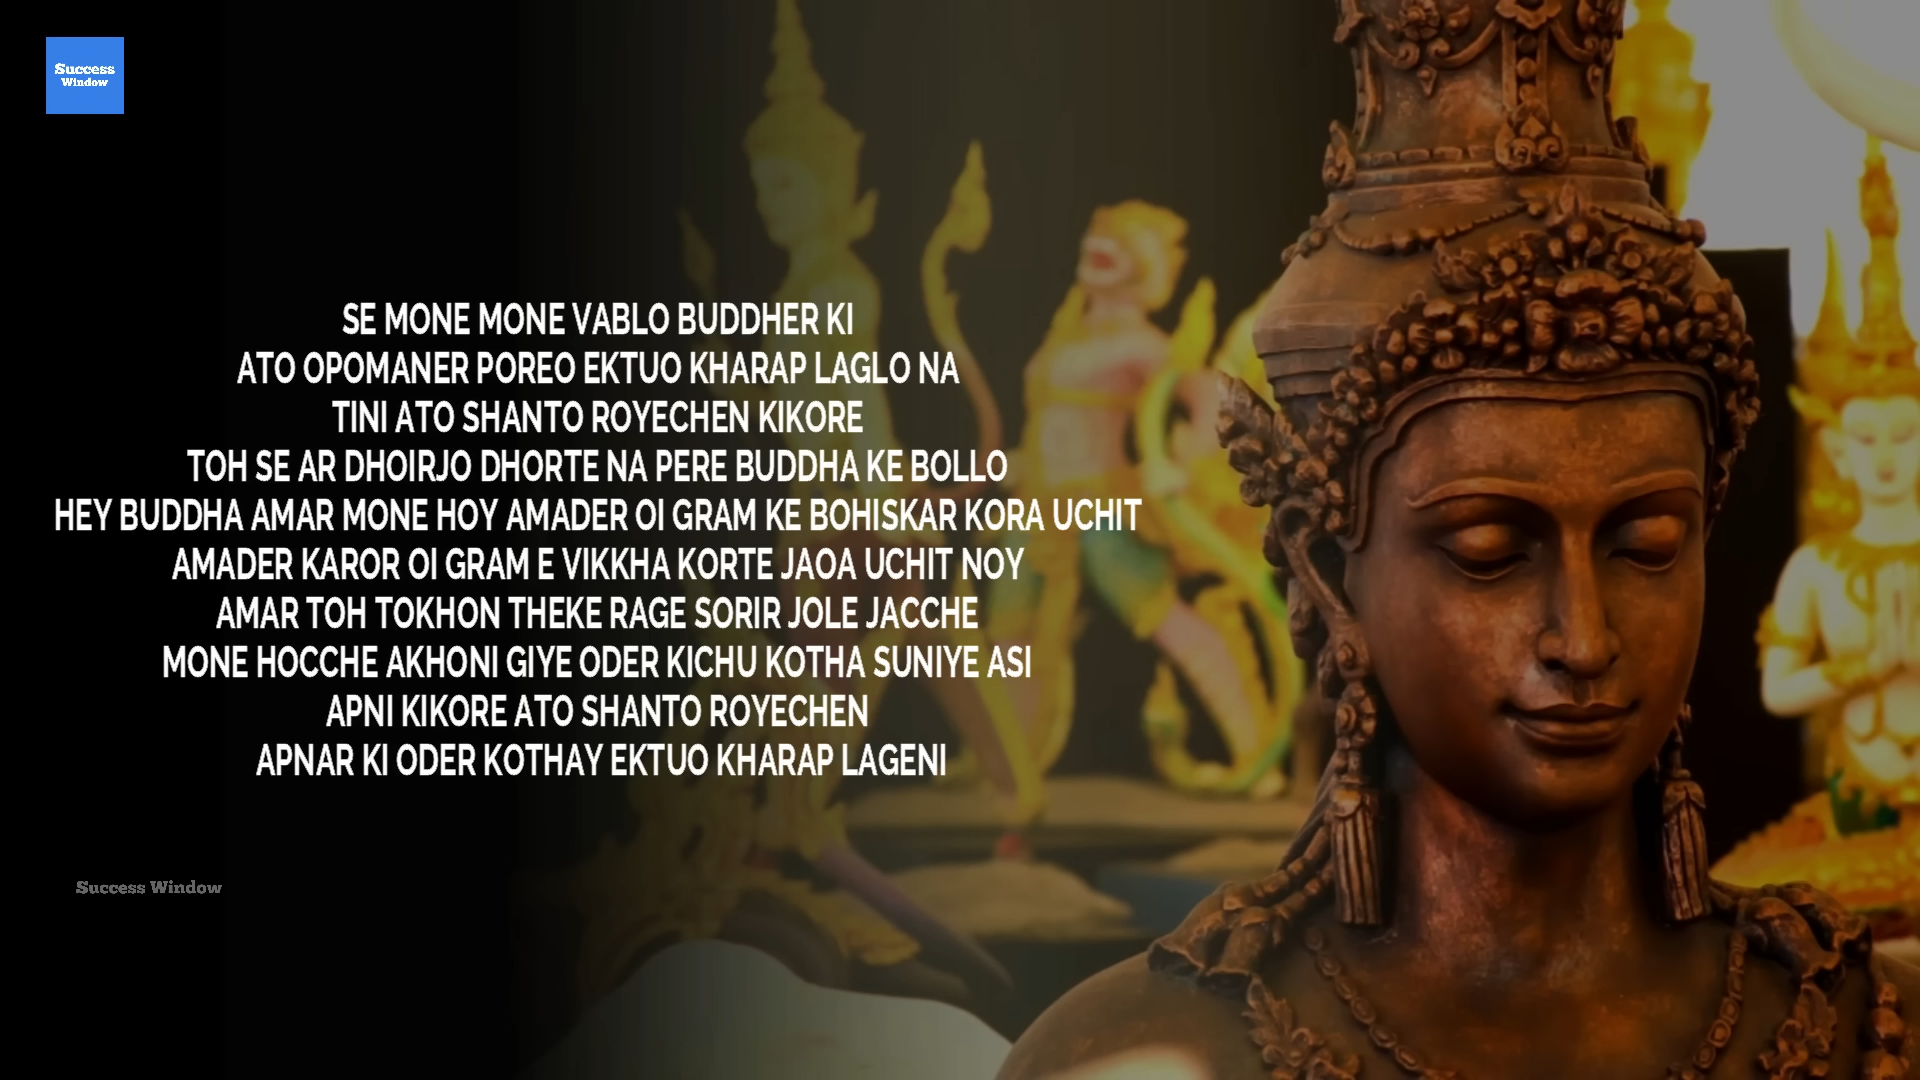 Success
Window
SE MONE MONE VABLO BUDDHER KI
ATO OPOMANER POREO EKTUO KHARAP LAGLO NA
TINI ATO SHANTO ROYECHEN KIKORE
TOH SE AR DHOIRJO DHORTE NA PERE BUDDHA KE BOLLO
HEY BUDDHA AMAR MONE HOY AMADER OI GRAM KE BOHISKAR KORA UCHIT
AMADER KAROR OI GRAM E VIKKHA KORTE JAOA UCHIT NOY
AMAR TOH TOKHON THEKE RAGE SORIR JOLE JACCHE
MONE HOCCHE AKHONI GIYE ODER KICHU KOTHA SUNIYE ASI
APNI KIKORE ATO SHANTO ROYECHEN
APNAR KI ODER KOTHAY EKTUO KHARAP LAGENI
Success Window